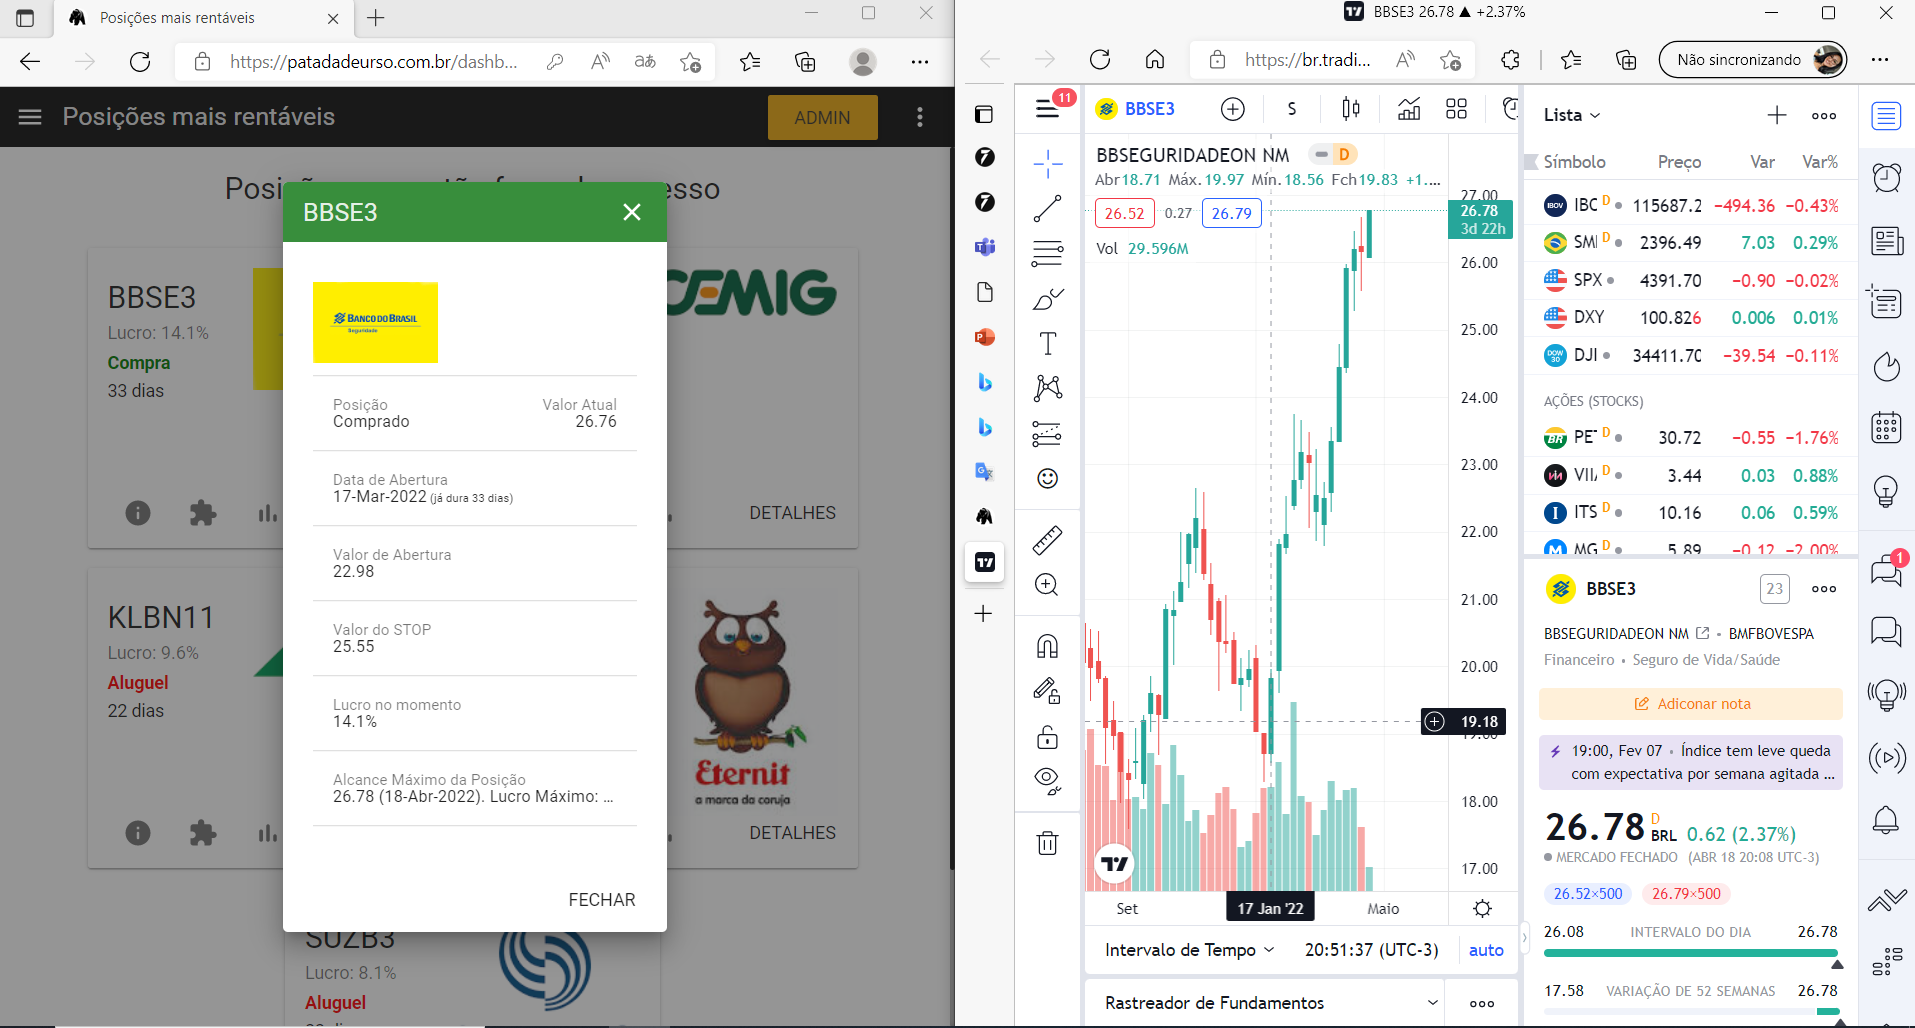 Posições mais rentáveis
https://patadadeurso.com.br/dashb...
Posições mais rentáveis
ADMIN
BBSE3
Lucro: 14.1%
Compra
33 dias
CEMIG
DETALHES
KLBN11
Lucro: 9.6%
Aluguel
22 dias
Eternit
a marca da coruja
DETALHES
SUZB3
Lucro: 8.1%
Aluguel
BBSE3
BANCO DO BRASIL
Seguridade
Posição
Comprado
Valor Atual
26.76
Data de Abertura
17-Mar-2022 (já dura 33 dias)
Valor de Abertura
22.98
Valor do STOP
25.55
Lucro no momento
14.1%
Alcance Máximo da Posição
26.78 (18-Abr-2022). Lucro Máximo: ...
FECHAR
BBSE3 26.78 ▲ +2.37%
https://br.tradi...
Não sincronizando
11
BBSE3
S
BBSEGURIDADEON NM
D
Abr18.71 Máx.19.97 Mín.18.56 Fch19.83 +1....
26.52 0.27 26.79
Vol 29.596M
27.00
26.78
3d 22h
26.00
25.00
24.00
23.00
22.00
21.00
20.00
19.18
19.00
18.00
17.00
Set
17 Jan '22
Maio
Intervalo de Tempo
20:51:37 (UTC-3)
auto
Rastreador de Fundamentos
Lista
Símbolo Preço Var Var%
IBO D 115687.2 −494.36 −0.43%
SMI D 2396.49 7.03 0.29%
SPX 4391.70 −0.90 −0.02%
DXY 100.826 0.006 0.01%
DJI 34411.70 −39.54 −0.11%
AÇÕES (STOCKS)
PET D 30.72 −0.55 −1.76%
VIIA D 3.44 0.03 0.88%
ITS D 10.16 0.06 0.59%
MG D 5.89 −0.12 −2.00%
BBSE3
23
BBSEGURIDADEON NM • BMFBOVESPA
Financeiro • Seguro de Vida/Saúde
Adiconar nota
19:00, Fev 07 • Índice tem leve queda
com expectativa por semana agitada ...
26.78 D BRL 0.62 (2.37%)
MERCADO FECHADO (ABR 18 20:08 UTC-3)
26.52×500 26.79×500
26.08 INTERVALO DO DIA 26.78
17.58 VARIAÇÃO DE 52 SEMANAS 26.78
1